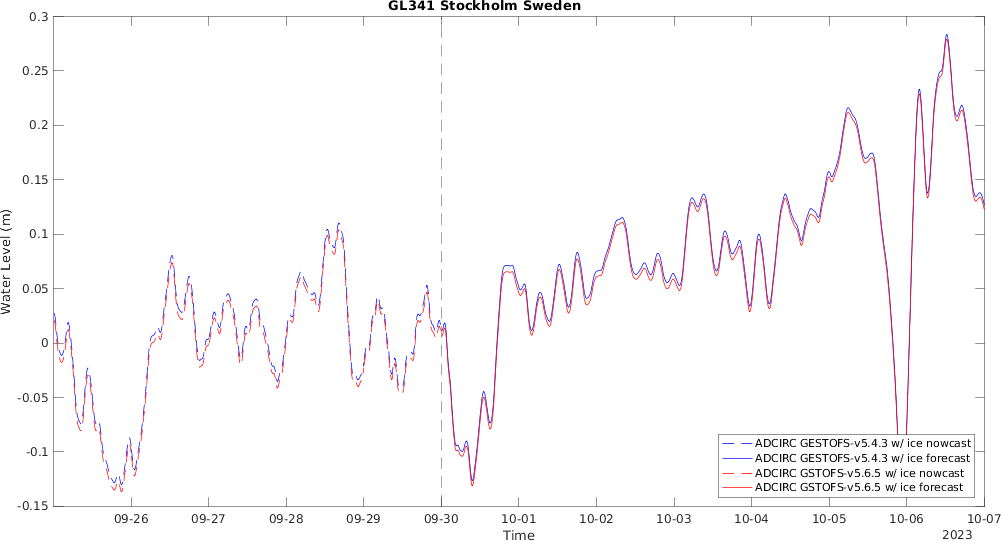 GL341 Stockholm Sweden
0.3
0.25
0.2
0.15
0.1
0.05
0
-0.05
-0.1
-0.15
Water Level (m)
ADCIRC GESTOFS-v5.4.3 w/ ice nowcast
ADCIRC GESTOFS-v5.4.3 w/ ice forecast
ADCIRC GSTOFS-v5.6.5 w/ ice nowcast
ADCIRC GSTOFS-v5.6.5 w/ ice forecast
09-26 09-27 09-28 09-29 09-30 10-01 10-02 10-03 10-04 10-05 10-06 10-07
Time
2023